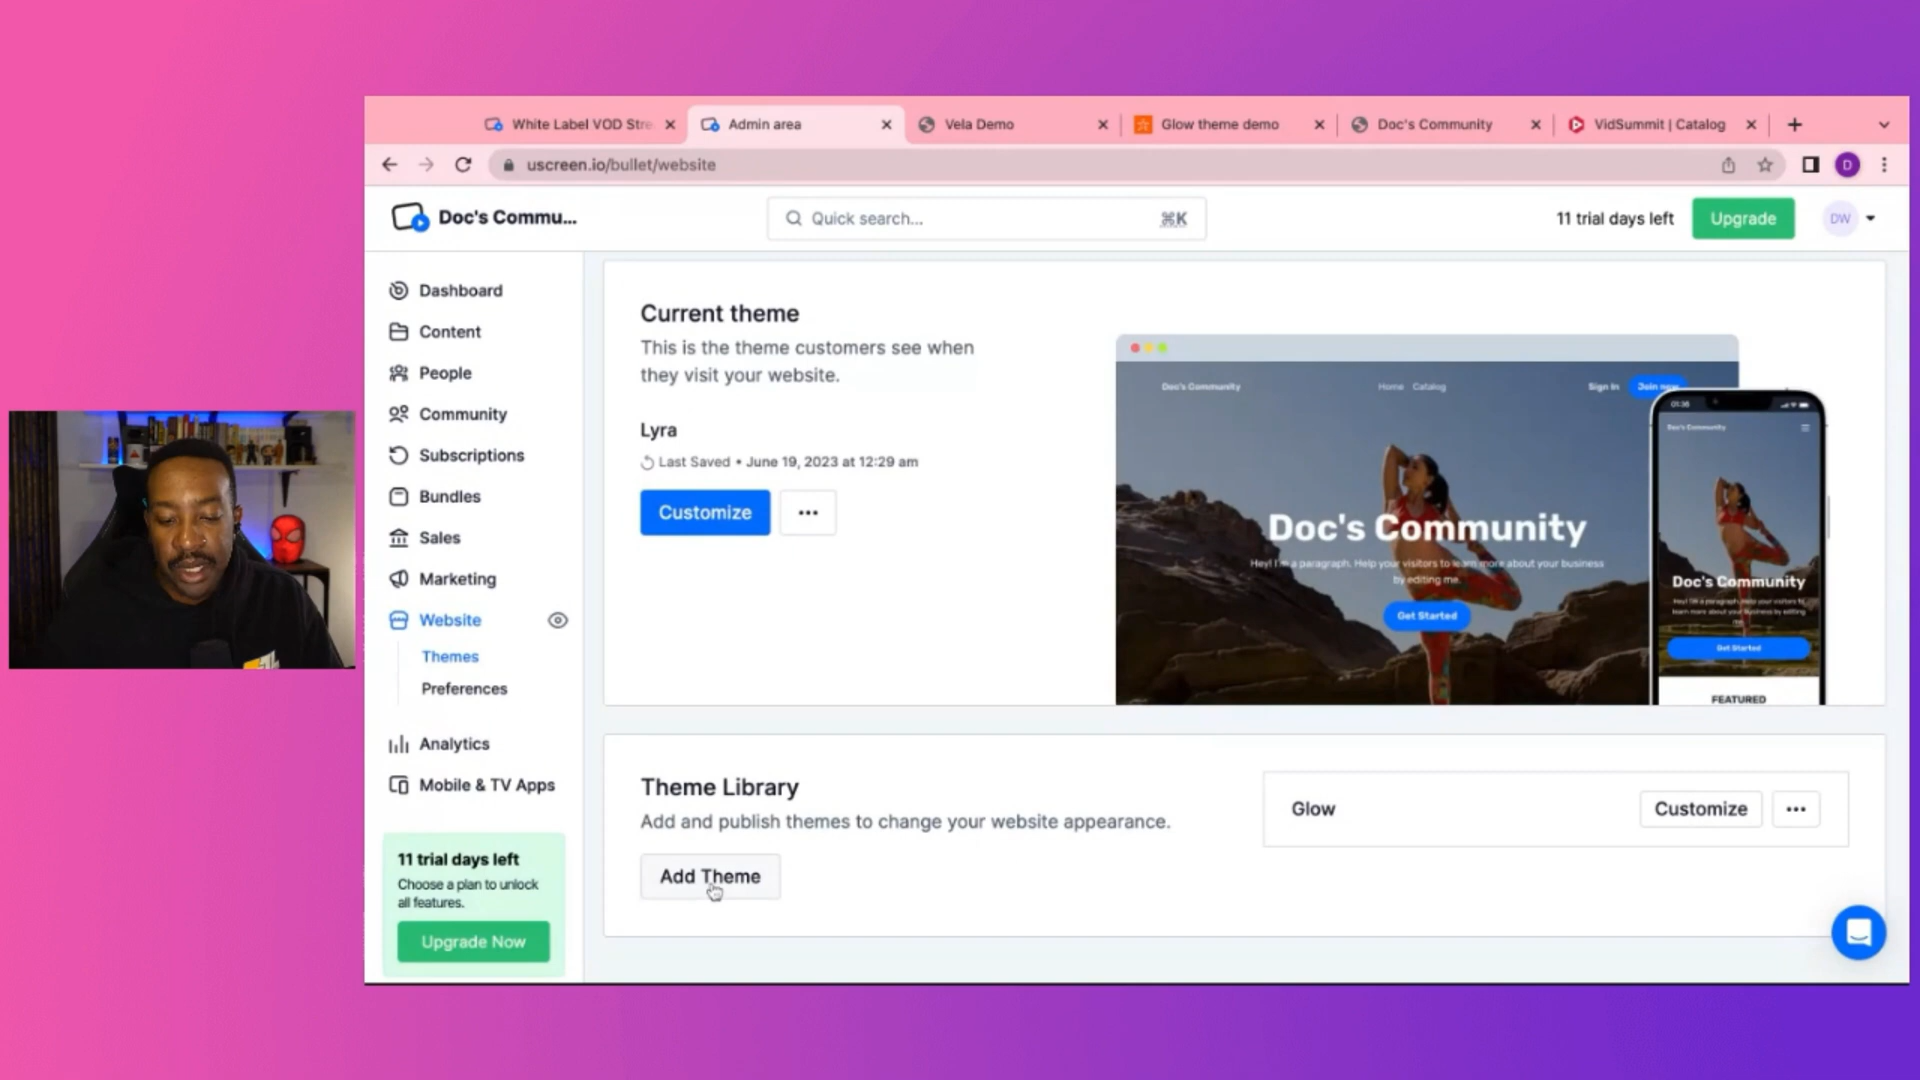 White Label VOD Stre
Admin area
Vela Demo
Glow theme demo
Doc's Community
VidSummit | Catalog
uscreen.io/bullet/website
D
Doc's Commu...
Quick search...
⌘K
11 trial days left
Upgrade
DW
Dashboard
Content
People
Community
Subscriptions
Bundles
Sales
Marketing
Website
Themes
Preferences
Analytics
Mobile & TV Apps
11 trial days left
Choose a plan to unlock
all features.
Upgrade Now
Current theme
This is the theme customers see when
they visit your website.
Lyra
Last Saved • June 19, 2023 at 12:29 am
Customize
Doc's Community
Home Catalog
Sign In
Join now
Doc's Community
Hey! I'm a paragraph. Help your visitors to learn more about your business
by editing me.
Get Started
01:36
Doc's Community
Doc's Community
Hey! I'm a paragraph. Help your visitors to
learn more about your business by editing
me.
Get Started
FEATURED
Theme Library
Add and publish themes to change your website appearance.
Add Theme
Glow
Customize